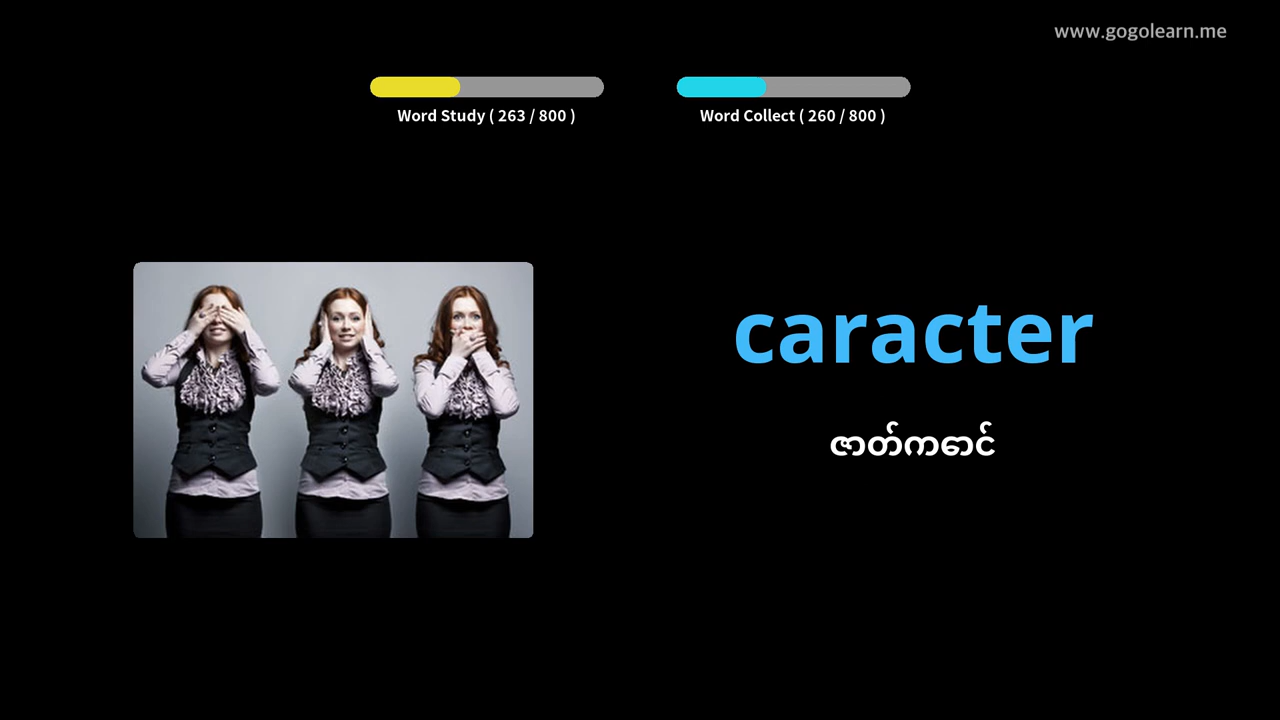 www.gogolearn.me
Word Study ( 263 / 800 )
Word Collect ( 260 / 800 )
caracter
ဇာတ်ကောင်